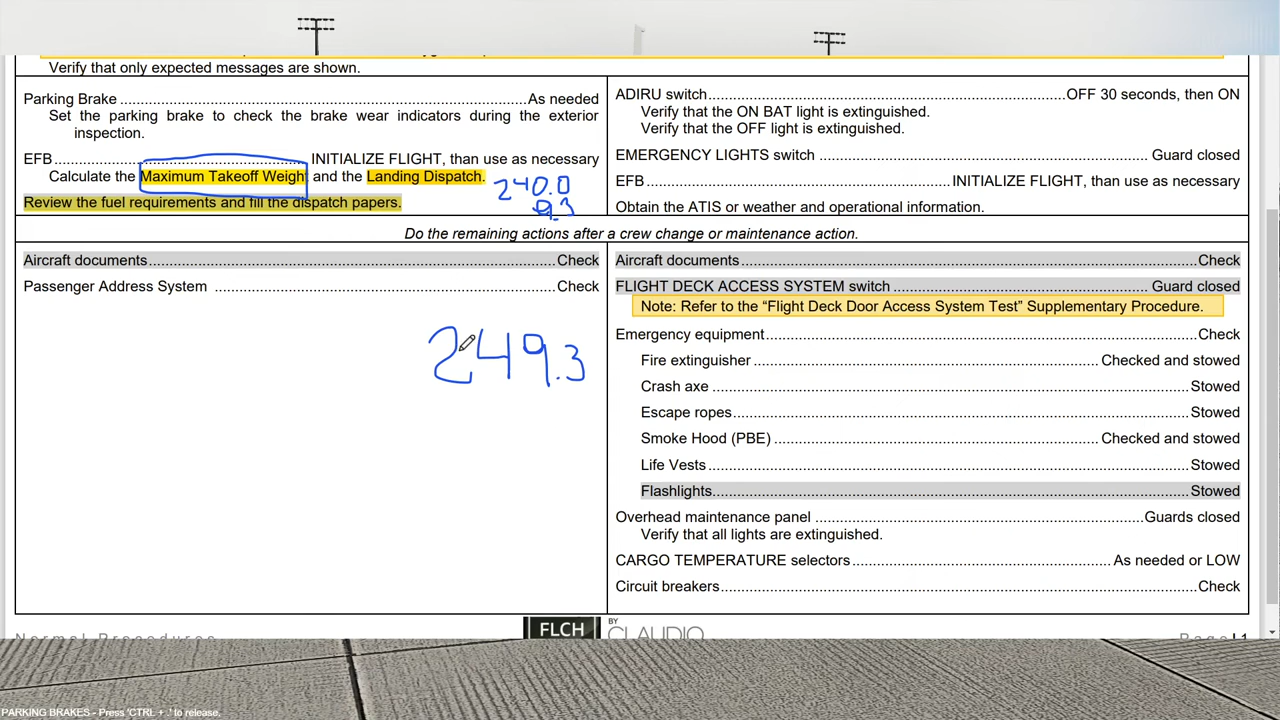 Verify that only expected messages are shown.
Parking Brake ........ As needed
Set the parking brake to check the brake wear indicators during the exterior
inspection.
EFB ........ INITIALIZE FLIGHT, than use as necessary
Calculate the Maximum Takeoff Weight and the Landing Dispatch.
240.0
Review the fuel requirements and fill the dispatch papers.
9.3
ADIRU switch ........ OFF 30 seconds, then ON
Verify that the ON BAT light is extinguished.
Verify that the OFF light is extinguished.
EMERGENCY LIGHTS switch ........ Guard closed
EFB ........ INITIALIZE FLIGHT, than use as necessary
Obtain the ATIS or weather and operational information.
Do the remaining actions after a crew change or maintenance action.
Aircraft documents ........ Check
Passenger Address System ........ Check
249.3
Aircraft documents ........ Check
FLIGHT DECK ACCESS SYSTEM switch ........ Guard closed
Note: Refer to the “Flight Deck Door Access System Test” Supplementary Procedure.
Emergency equipment ........ Check
Fire extinguisher ........ Checked and stowed
Crash axe ........ Stowed
Escape ropes ........ Stowed
Smoke Hood (PBE) ........ Checked and stowed
Life Vests ........ Stowed
Flashlights ........ Stowed
Overhead maintenance panel ........ Guards closed
Verify that all lights are extinguished.
CARGO TEMPERATURE selectors ........ As needed or LOW
Circuit breakers ........ Check
Normal Procedures
FLCH BY CLAUDIO
Page
PARKING BRAKES - Press 'CTRL + .' to release.